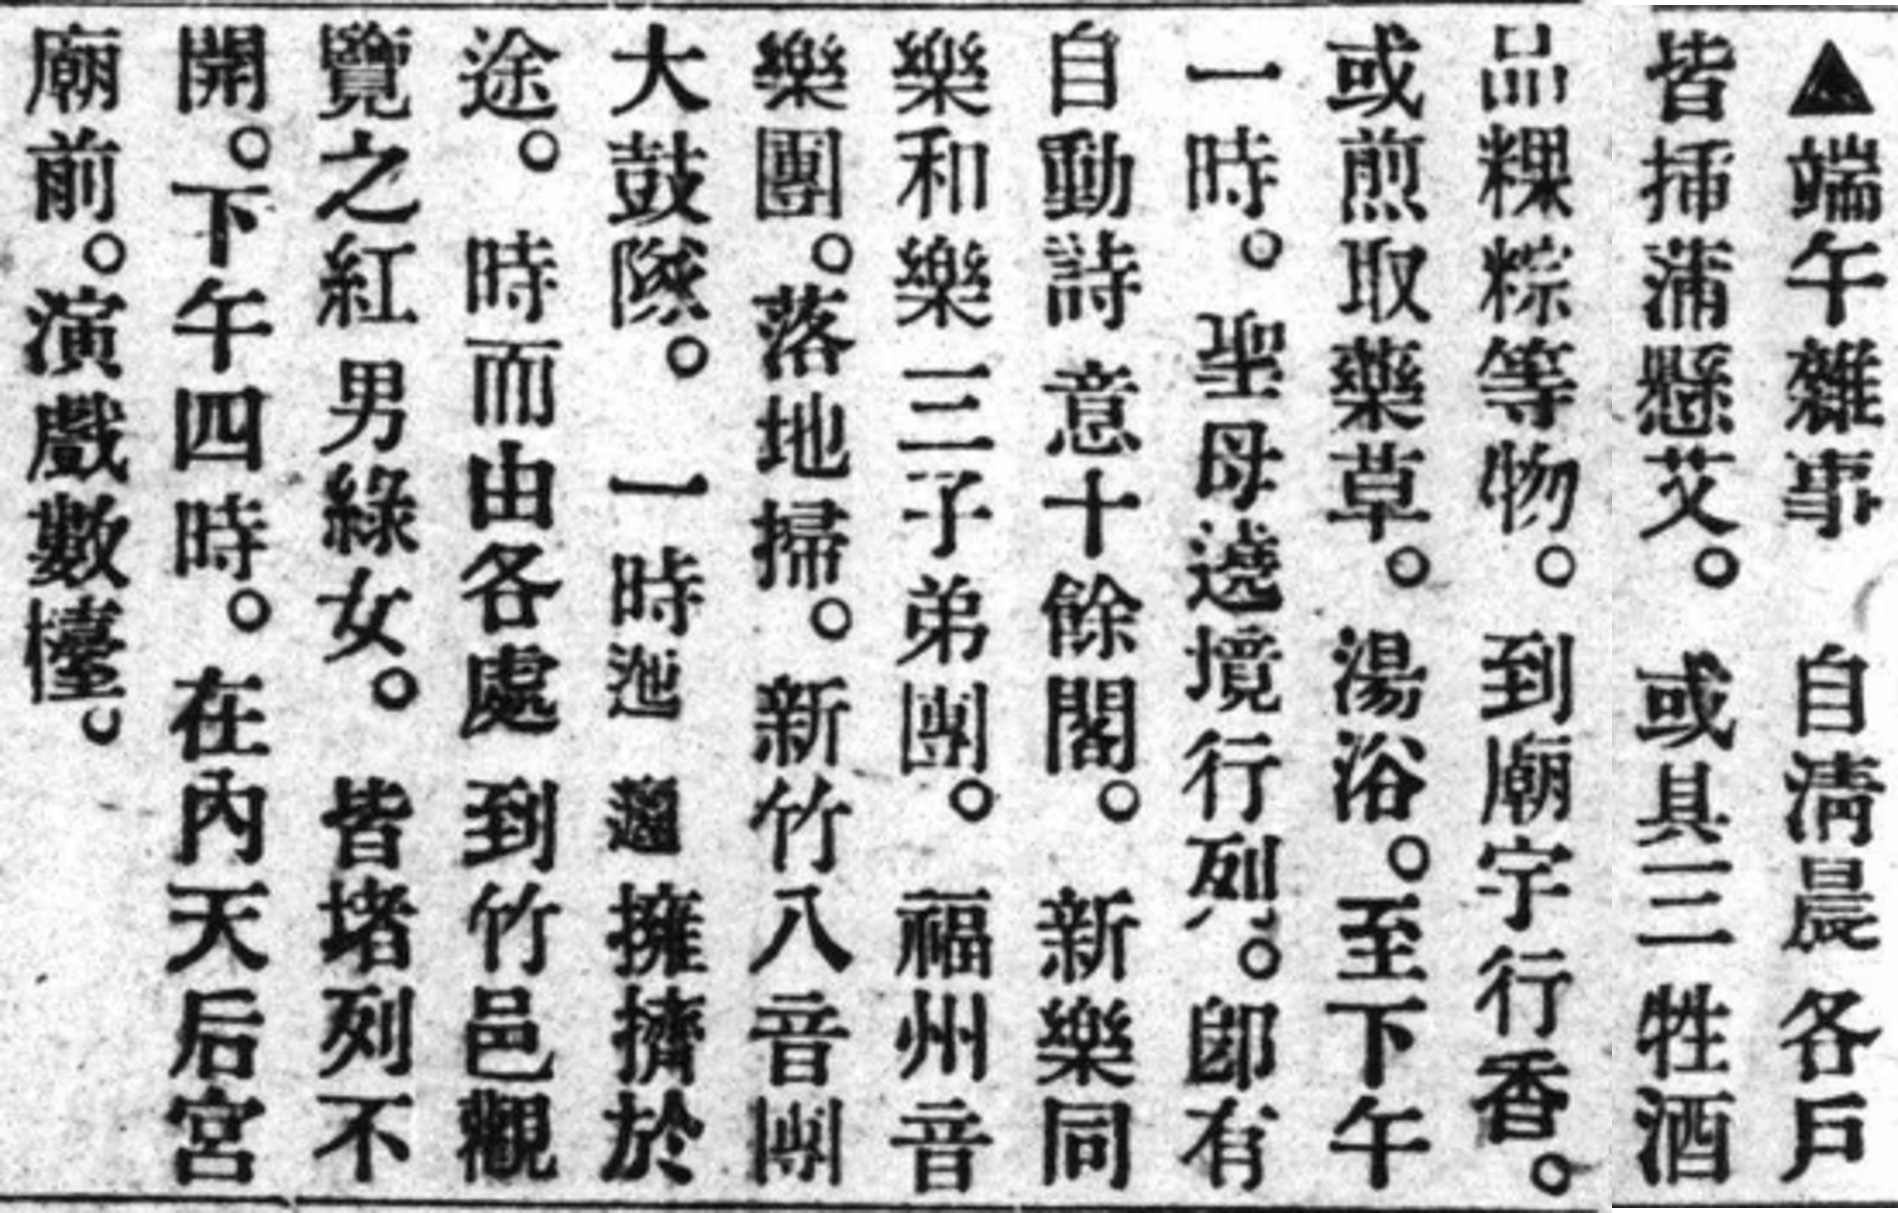 ▲端午雜事　自淸晨各戶
皆揷蒲懸艾。或具三牲酒
品粿粽等物。到廟宇行香。
或煎取藥草。湯浴。至下午
一時。聖母遶境行列。卽有
自動詩意十餘閣。新樂同
樂和樂三子弟團。福州音
樂團。落地掃。新竹八音團
大鼓隊。一時迤邐擁擠於
途。時而由各處到竹邑觀
覽之紅男綠女。皆堵列不
開。下午四時。在內天后宮
廟前。演戲數檯。